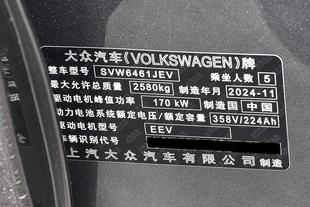 大众汽车(VOLKSWAGEN)牌
整车型号 SVW6461JEV 乘坐人数 5
最大允许总质量 2580kg 制造年月 2024-11
驱动电机峰值功率 170 kW 制造国 中国
动力电池系统额定电压/额定容量 358V/224Ah
驱动电机型号 EEV
车辆识别代号
上汽大众汽车有限公司 制造